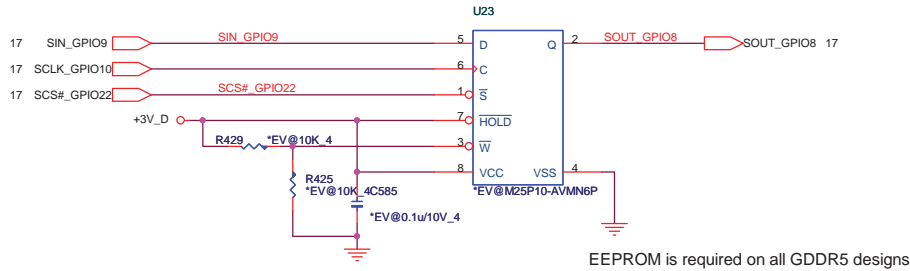 U23
17 SIN_GPIO9 SIN_GPIO9 5 D Q 2 SOUT_GPIO8 SOUT_GPIO8 17
17 SCLK_GPIO10 6 C
17 SCS#_GPIO22 SCS#_GPIO22 1 S
+3V_D 7 HOLD
R429 *EV@10K_4 3 W
8 VCC VSS 4
R425
*EV@10K_4 C585
*EV@M25P10-AVMN6P
*EV@0.1u/10V_4
EEPROM is required on all GDDR5 designs